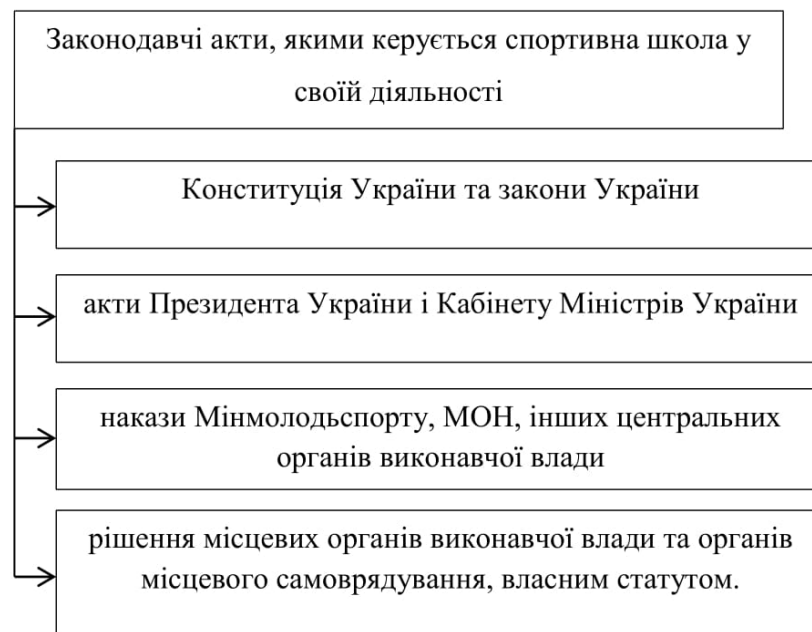 Законодавчі акти, якими керується спортивна школа у
своїй діяльності
Конституція України та закони України
акти Президента України і Кабінету Міністрів України
накази Мінмолодьспорту, МОН, інших центральних
органів виконавчої влади
рішення місцевих органів виконавчої влади та органів
місцевого самоврядування, власним статутом.